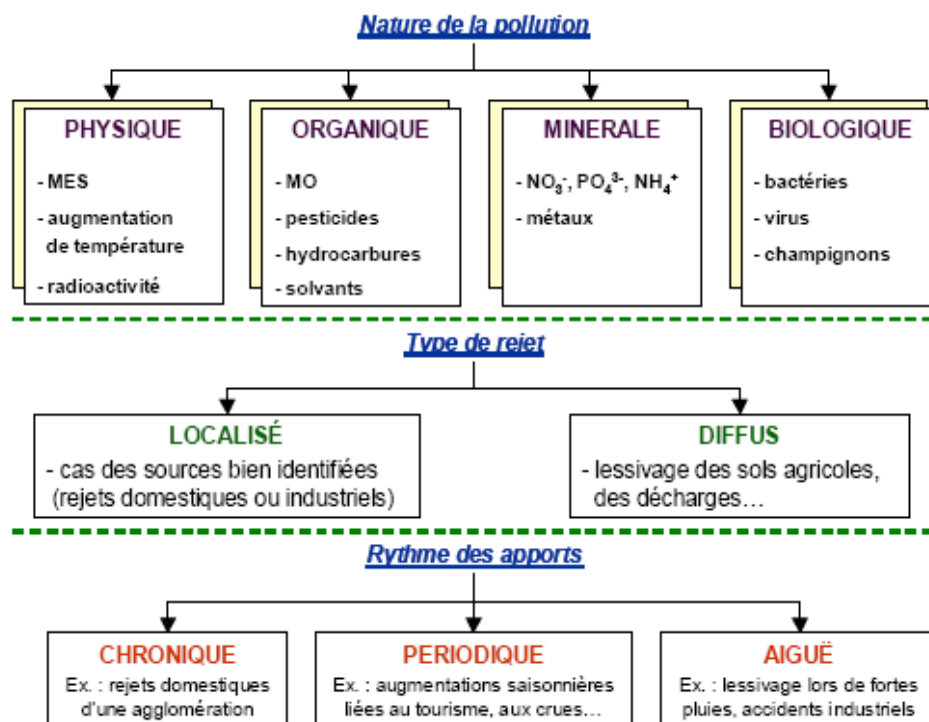 Nature de la pollution
PHYSIQUE
- MES
- augmentation
de température
- radioactivité
ORGANIQUE
- MO
- pesticides
- hydrocarbures
- solvants
MINERALE
- NO₃⁻, PO₄³⁻, NH₄⁺
- métaux
BIOLOGIQUE
- bactéries
- virus
- champignons
Type de rejet
LOCALISÉ
- cas des sources bien identifiées
(rejets domestiques ou industriels)
DIFFUS
- lessivage des sols agricoles,
des décharges…
Rythme des apports
CHRONIQUE
Ex. : rejets domestiques
d'une agglomération
PERIODIQUE
Ex. : augmentations saisonnières
liées au tourisme, aux crues…
AIGUË
Ex. : lessivage lors de fortes
pluies, accidents industriels